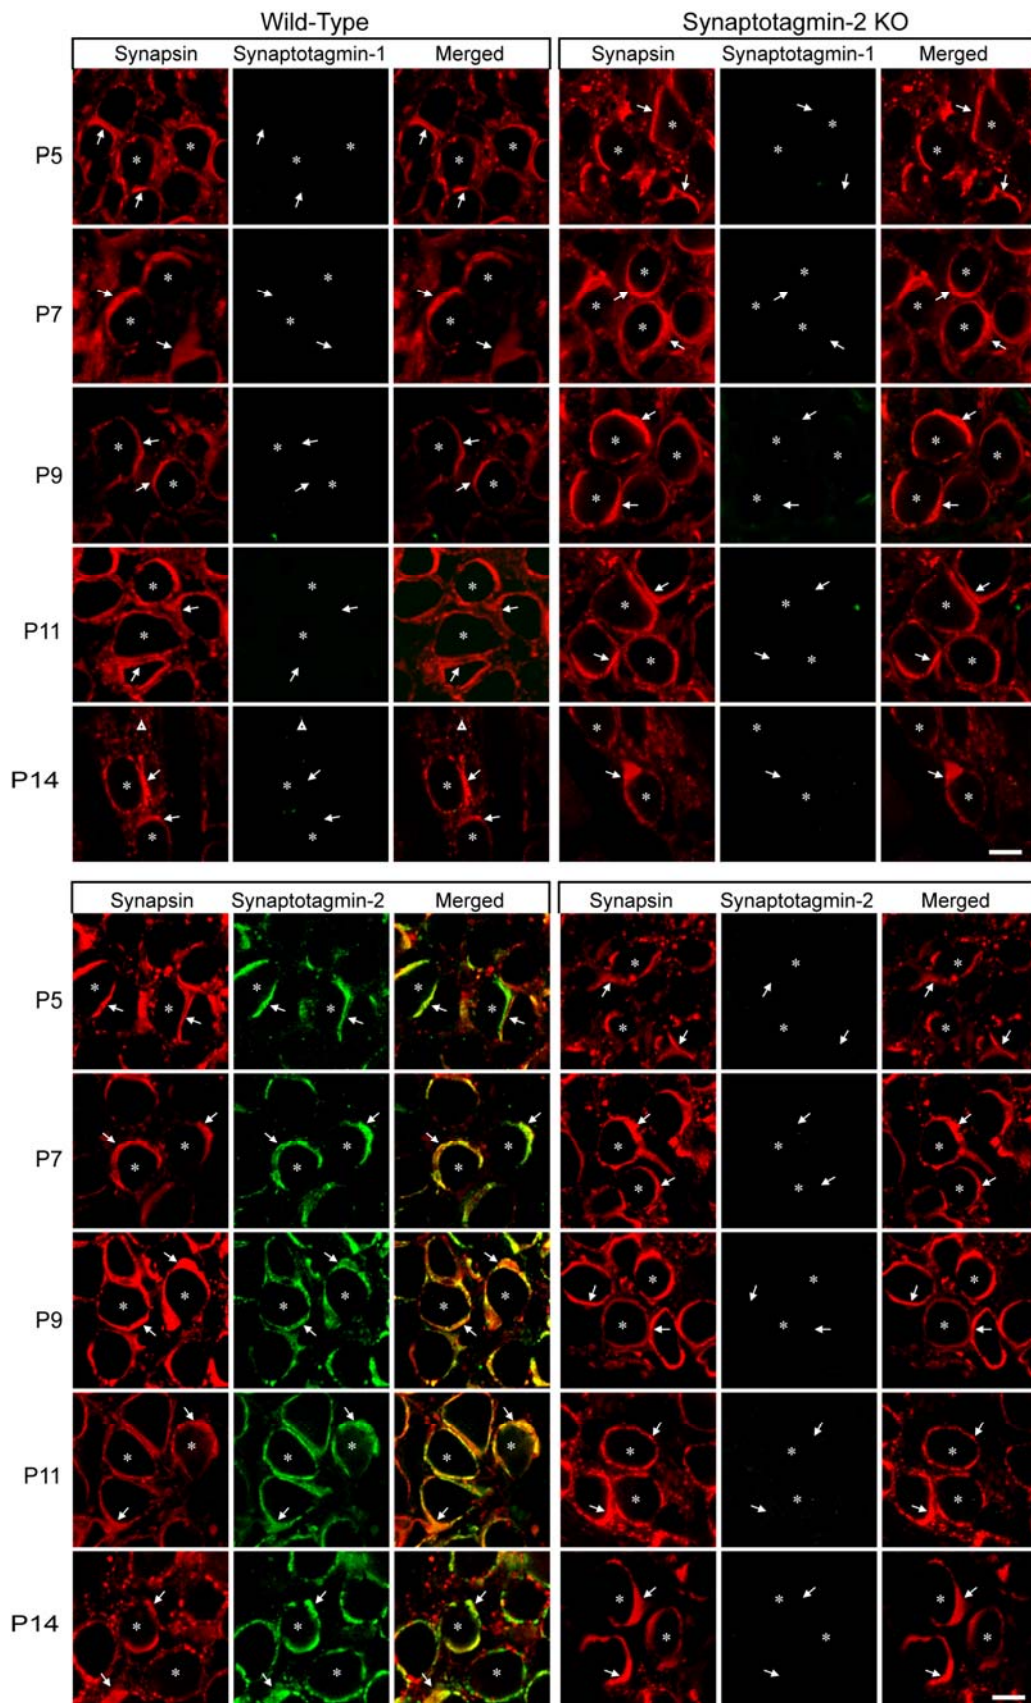 Wild-Type Synaptotagmin-2 KO
Synapsin Synaptotagmin-1 Merged Synapsin Synaptotagmin-1 Merged
P5
P7
P9
P11
P14
Synapsin Synaptotagmin-2 Merged Synapsin Synaptotagmin-2 Merged
P5
P7
P9
P11
P14